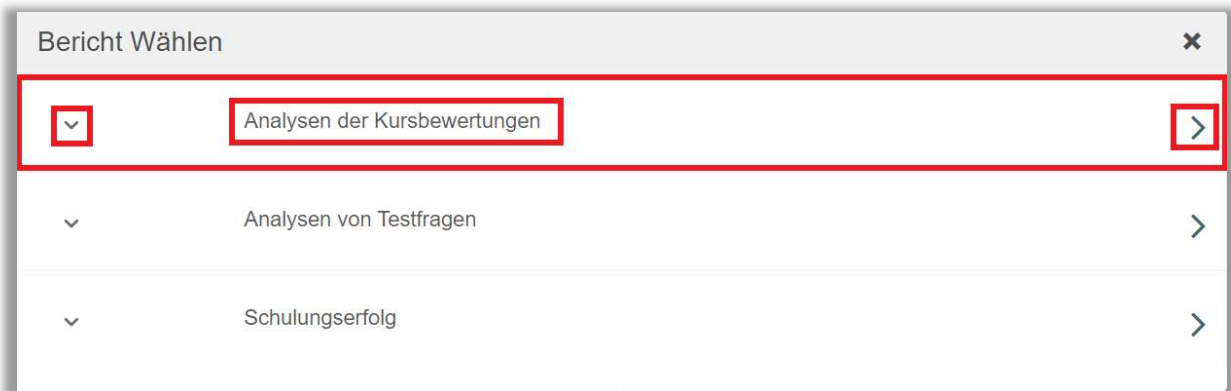 Bericht Wählen
Analysen der Kursbewertungen
Analysen von Testfragen
Schulungserfolg